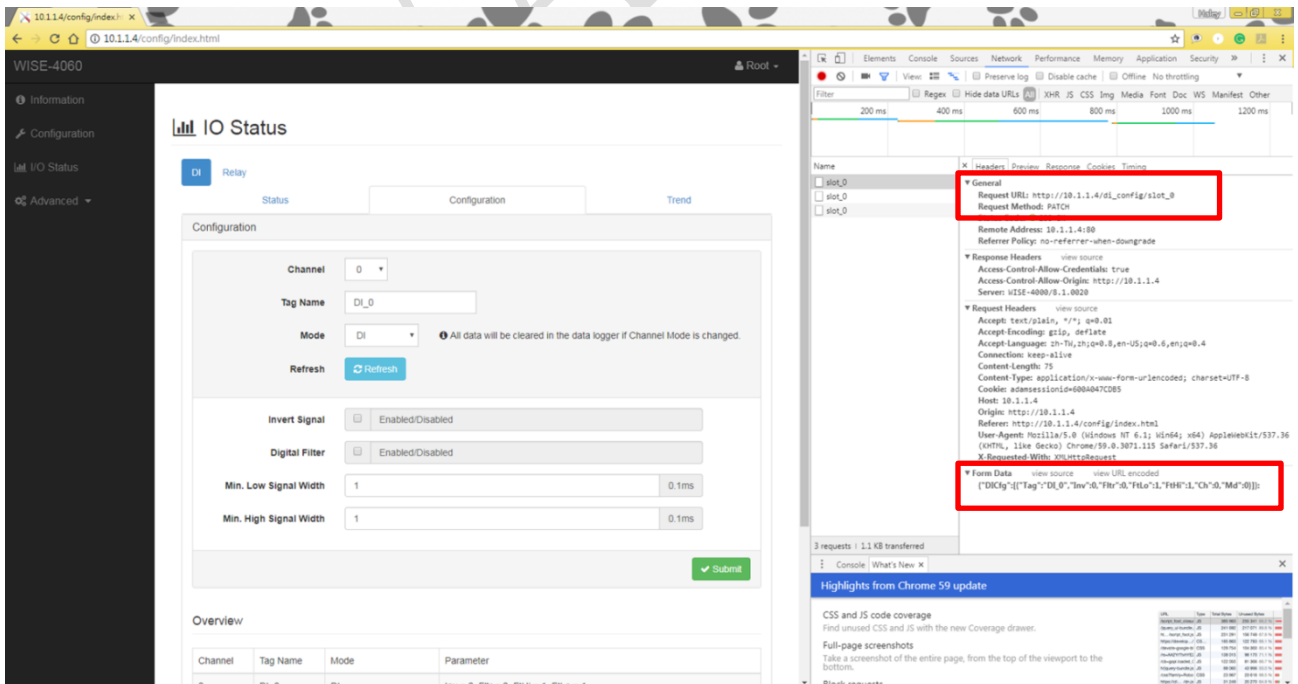 10.1.1.4/config/index.h
10.1.1.4/config/index.html
WISE-4060
Root
Information
Configuration
I/O Status
Advanced
IO Status
DI Relay
Status Configuration Trend
Configuration
Channel 0
Tag Name DI_0
Mode DI All data will be cleared in the data logger if Channel Mode is changed.
Refresh Refresh
Invert Signal Enabled/Disabled
Digital Filter Enabled/Disabled
Min. Low Signal Width 1 0.1ms
Min. High Signal Width 1 0.1ms
Submit
Overview
Channel Tag Name Mode Parameter
Elements Console Sources Network Performance Memory Application Security »
View: Preserve log Disable cache Offline No throttling
Filter Regex Hide data URLs All XHR JS CSS Img Media Font Doc WS Manifest Other
200 ms 400 ms 600 ms 800 ms 1000 ms 1200 ms
Name
slot_0
slot_0
slot_0
Headers Preview Response Cookies Timing
General
Request URL: http://10.1.1.4/di_config/slot_0
Request Method: PATCH
Remote Address: 10.1.1.4:80
Referrer Policy: no-referrer-when-downgrade
Response Headers view source
Access-Control-Allow-Credentials: true
Access-Control-Allow-Origin: http://10.1.1.4
Server: WISE-4000/8.1.0020
Request Headers view source
Accept: text/plain, */*; q=0.01
Accept-Encoding: gzip, deflate
Accept-Language: zh-TW,zh;q=0.8,en-US;q=0.6,en;q=0.4
Connection: keep-alive
Content-Length: 75
Content-Type: application/x-www-form-urlencoded; charset=UTF-8
Cookie: adamsessionid=600A047CDB5
Host: 10.1.1.4
Origin: http://10.1.1.4
Referer: http://10.1.1.4/config/index.html
User-Agent: Mozilla/5.0 (Windows NT 6.1; Win64; x64) AppleWebKit/537.36
(KHTML, like Gecko) Chrome/59.0.3071.115 Safari/537.36
X-Requested-With: XMLHttpRequest
Form Data view source view URL encoded
{"DICfg":[{"Tag":"DI_0","Inv":0,"Fltr":0,"FtLo":1,"FtHi":1,"Ch":0,"Md":0}]}:
3 requests | 1.1 KB transferred
Console What's New
Highlights from Chrome 59 update
CSS and JS code coverage
Find unused CSS and JS with the new Coverage drawer.
Full-page screenshots
Take a screenshot of the entire page, from the top of the viewport to the
bottom.
Block requests